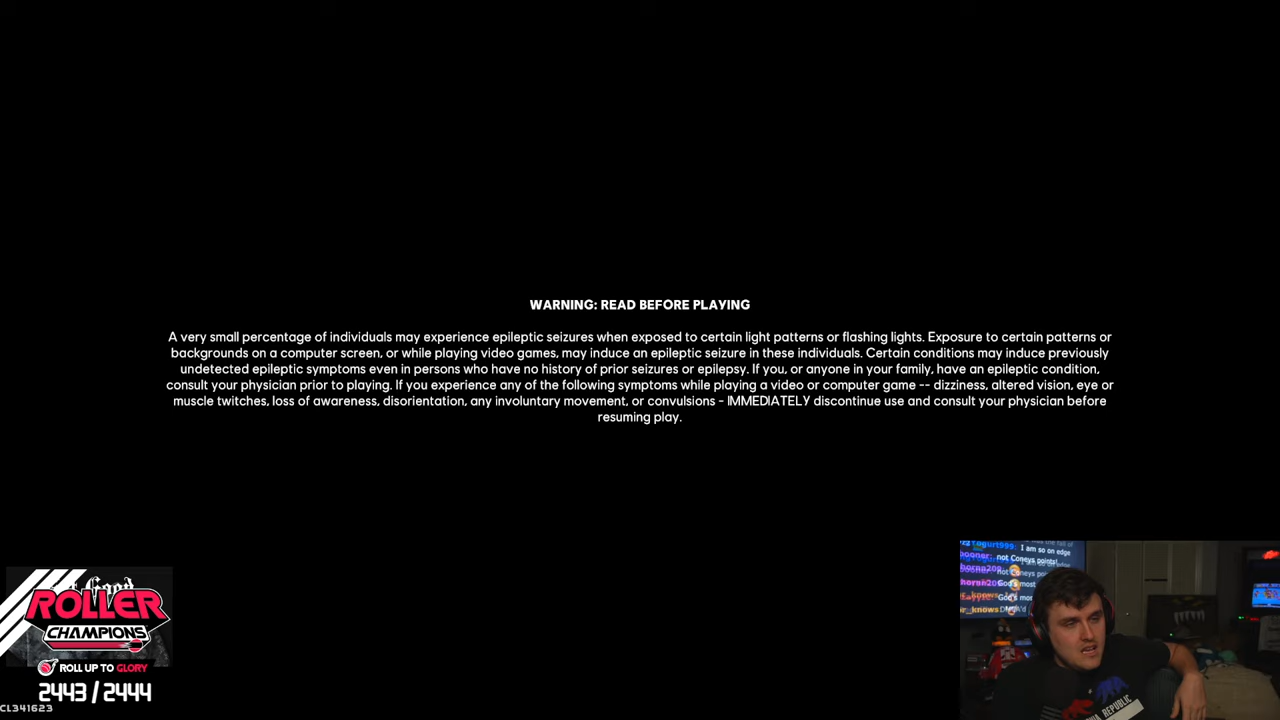 WARNING: READ BEFORE PLAYING
A very small percentage of individuals may experience epileptic seizures when exposed to certain light patterns or flashing lights. Exposure to certain patterns or
backgrounds on a computer screen, or while playing video games, may induce an epileptic seizure in these individuals. Certain conditions may induce previously
undetected epileptic symptoms even in persons who have no history of prior seizures or epilepsy. If you, or anyone in your family, have an epileptic condition,
consult your physician prior to playing. If you experience any of the following symptoms while playing a video or computer game -- dizziness, altered vision, eye or
muscle twitches, loss of awareness, disorientation, any involuntary movement, or convulsions - IMMEDIATELY discontinue use and consult your physician before
resuming play.
I am so on edge
not Coneys points!
Good
ROLLER
CHAMPIONS
ROLL UP TO GLORY
2443 / 2444
CL341623
REPUBLIC